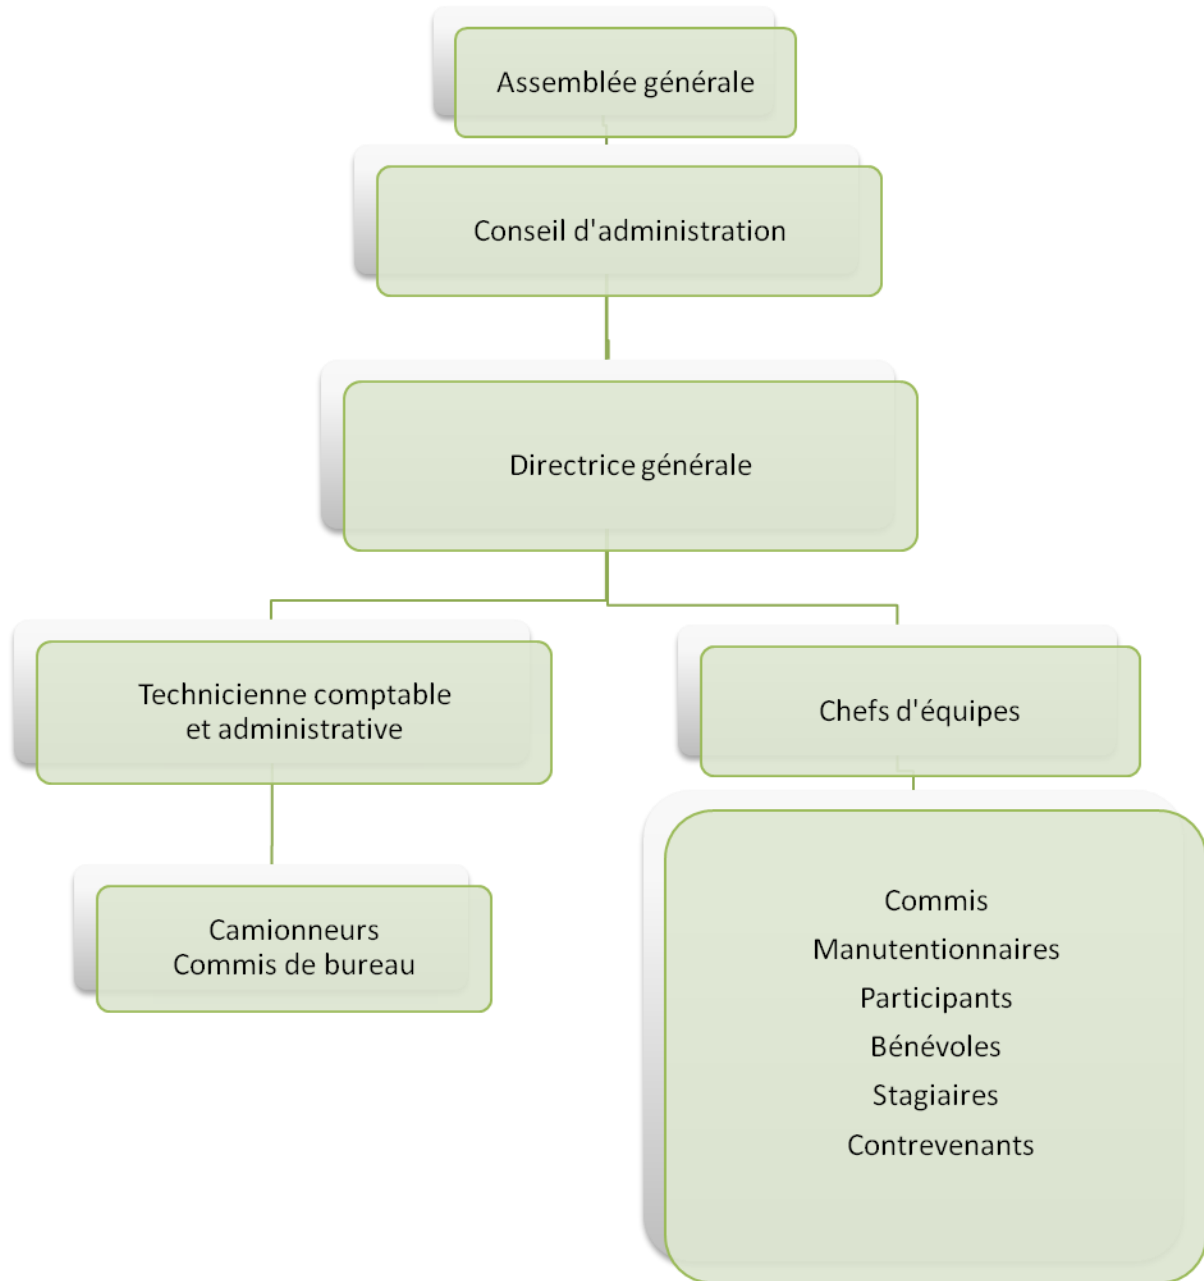 Assemblée générale
Conseil d'administration
Directrice générale
Technicienne comptable
et administrative
Chefs d'équipes
Camionneurs
Commis de bureau
Commis
Manutentionnaires
Participants
Bénévoles
Stagiaires
Contrevenants